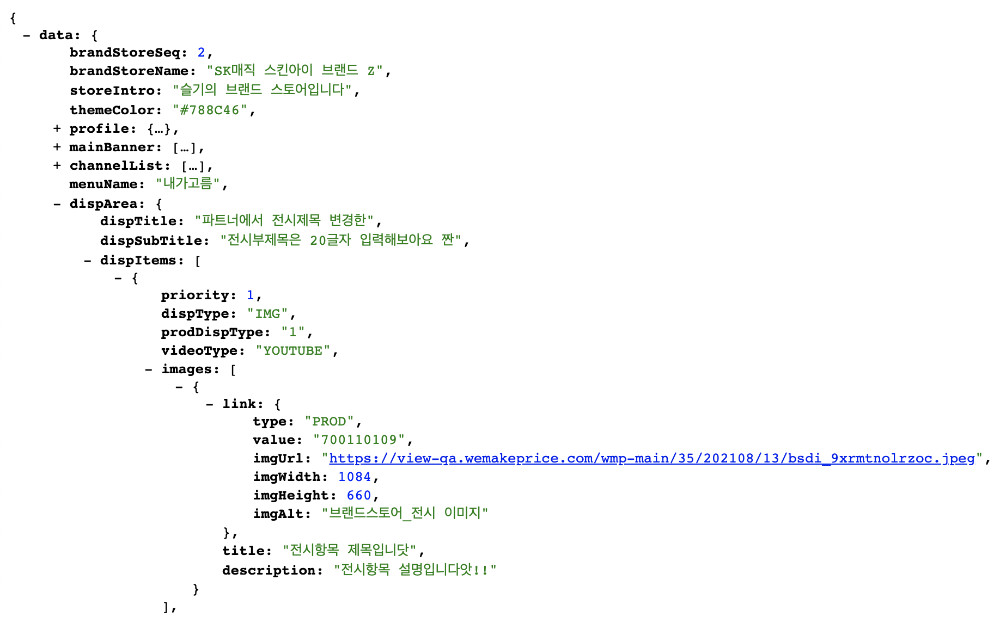 {
- data: {
brandStoreSeq: 2,
brandStoreName: "SK매직 스킨아이 브랜드 Z",
storeIntro: "슬기의 브랜드 스토어입니다",
themeColor: "#788C46",
+ profile: {…},
+ mainBanner: […],
+ channelList: […],
menuName: "내가고름",
- dispArea: {
dispTitle: "파트너에서 전시제목 변경한",
dispSubTitle: "전시부제목은 20글자 입력해보아요 짠",
- dispItems: [
- {
priority: 1,
dispType: "IMG",
prodDispType: "1",
videoType: "YOUTUBE",
- images: [
- {
- link: {
type: "PROD",
value: "700110109",
imgUrl: "https://view-qa.wemakeprice.com/wmp-main/35/202108/13/bsdi_9xrmtnolrzoc.jpeg",
imgWidth: 1084,
imgHeight: 660,
imgAlt: "브랜드스토어_전시 이미지"
},
title: "전시항목 제목입니닷",
description: "전시항목 설명입니다앗!!"
}
],